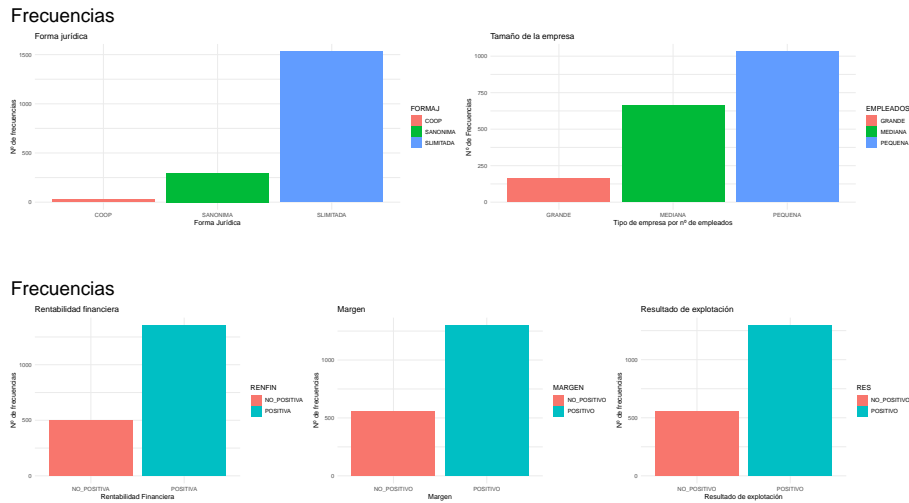 Frecuencias
Forma jurídica
Nº de frecuencias
1500
1000
500
0
COOP
SANONIMA
SLIMITADA
Forma Jurídica
FORMAJ
COOP
SANONIMA
SLIMITADA
Tamaño de la empresa
Nº de Frecuencias
1000
750
500
250
0
GRANDE
MEDIANA
PEQUENA
Tipo de empresa por nº de empleados
EMPLEADOS
GRANDE
MEDIANA
PEQUENA
Frecuencias
Rentabilidad financiera
Nº de frecuencias
1000
500
0
NO_POSITIVA
POSITIVA
Rentabilidad Financiera
RENFIN
NO_POSITIVA
POSITIVA
Margen
Nº de frecuencias
1000
500
0
NO_POSITIVO
POSITIVO
Margen
MARGEN
NO_POSITIVO
POSITIVO
Resultado de explotación
Nº de frecuencias
1000
500
0
NO_POSITIVO
POSITIVO
Resultado de explotación
RES
NO_POSITIVO
POSITIVO